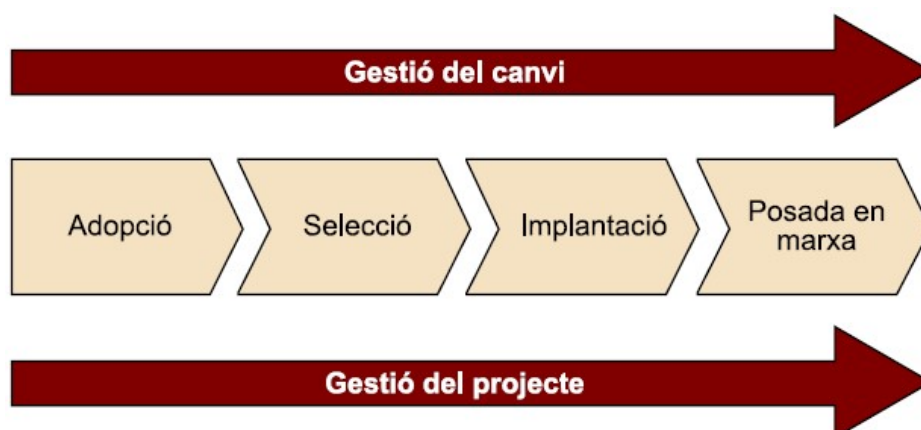 Gestió del canvi
Adopció
Selecció
Implantació
Posada en
marxa
Gestió del projecte